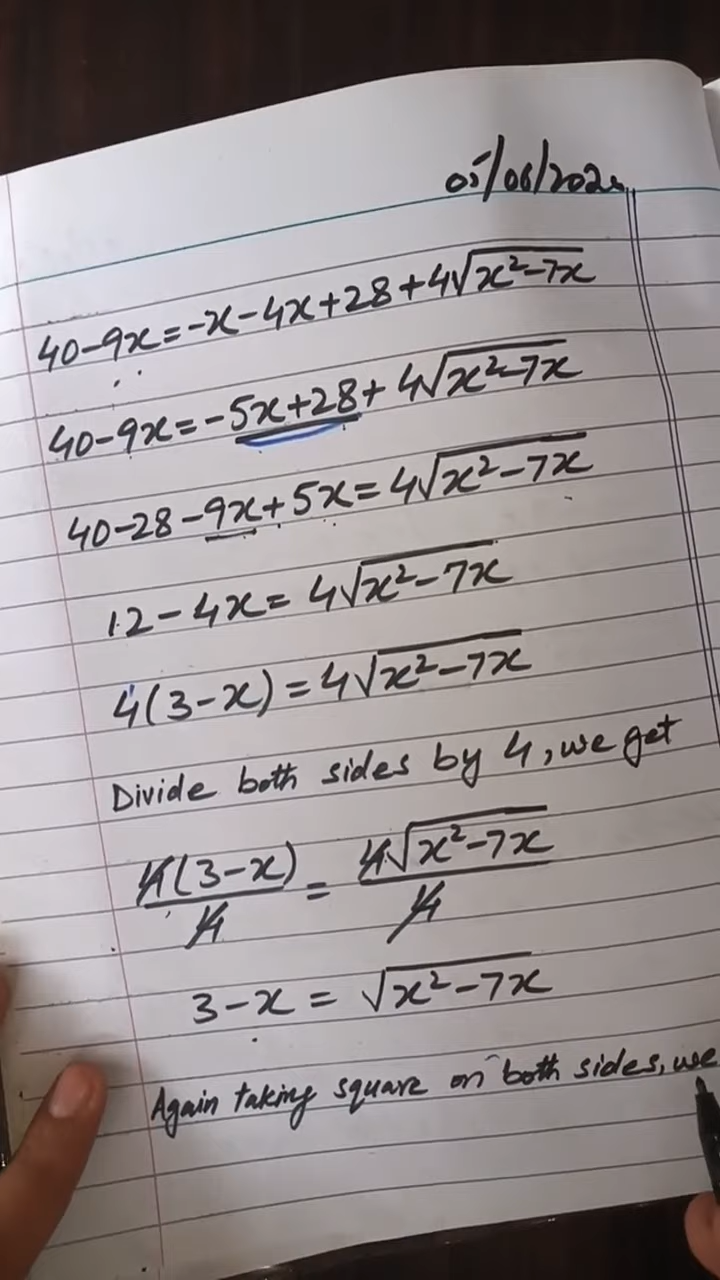 05/06/202
40-9x=-x-4x+28+4√x²-7x
40-9x=-5x+28+4√x²-7x
40-28-9x+5x=4√x²-7x
12-4x=4√x²-7x
4(3-x)=4√x²-7x
Divide both sides by 4, we get
4(3-x)/4 = 4√x²-7x/4
3-x=√x²-7x
Again taking square on both sides, we